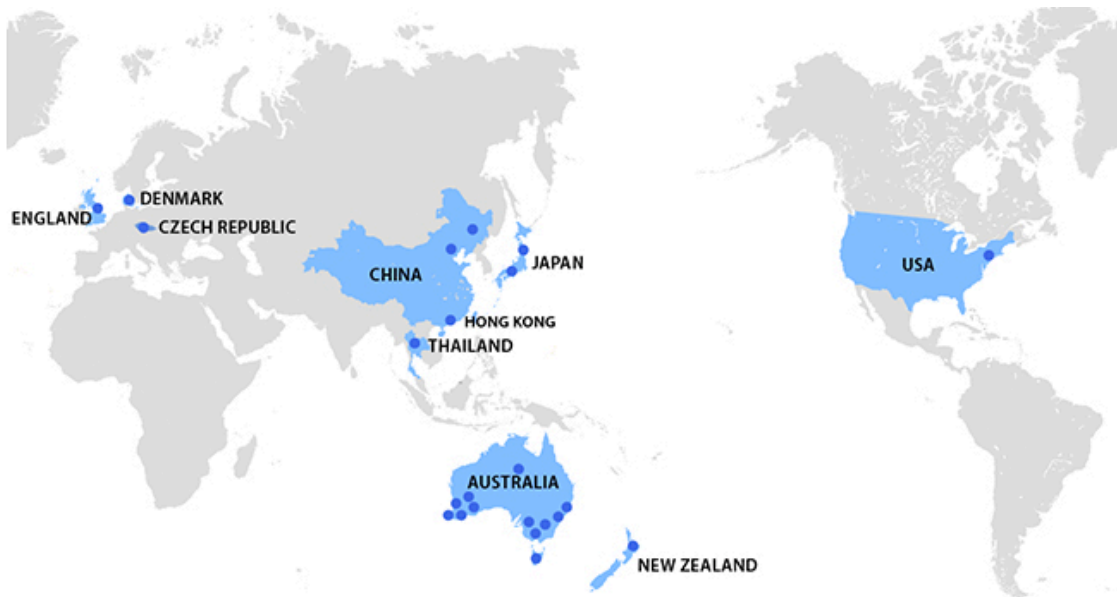 DENMARK
ENGLAND
CZECH REPUBLIC
JAPAN
CHINA
USA
HONG KONG
THAILAND
AUSTRALIA
NEW ZEALAND